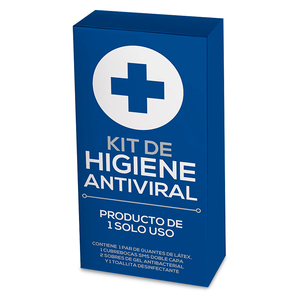 KIT DE
HIGIENE
ANTIVIRAL
PRODUCTO DE
1 SOLO USO
CONTIENE 1 PAR DE GUANTES DE LÁTEX,
1 CUBREBOCAS SMS DOBLE CAPA
2 SOBRES DE GEL ANTIBACTERIAL
Y 1 TOALLITA DESINFECTANTE